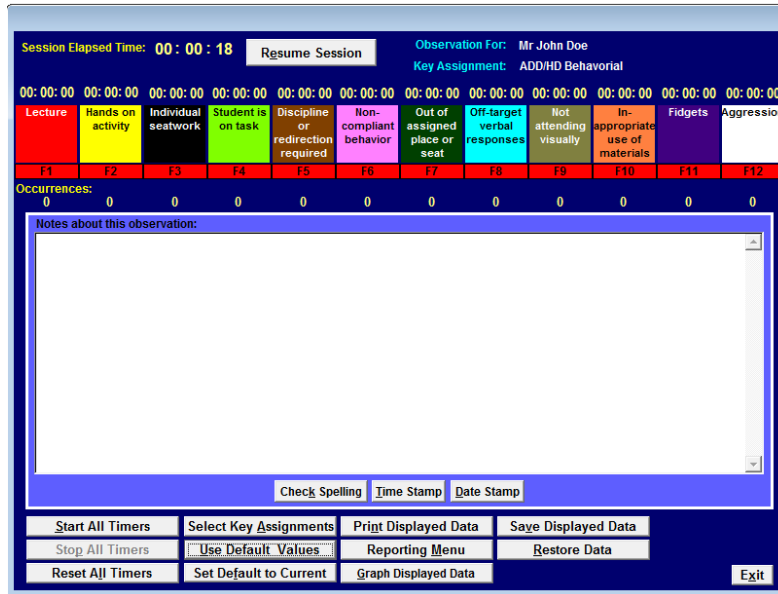 Session Elapsed Time: 00: 00 : 18 Resume Session Observation For: Mr John Doe
Key Assignment: ADD/HD Behavorial
00: 00: 00 00: 00: 00 00: 00: 00 00: 00: 00 00: 00: 00 00: 00: 00 00: 00: 00 00: 00: 00 00: 00: 00 00: 00: 00 00: 00: 00 00: 00: 00
Lecture
Hands on
activity
Individual
seatwork
Student is
on task
Discipline
or
redirection
required
Non-
compliant
behavior
Out of
assigned
place or
seat
Off-target
verbal
responses
Not
attending
visually
In-
appropriate
use of
materials
Fidgets
Aggressio
F1 F2 F3 F4 F5 F6 F7 F8 F9 F10 F11 F12
Occurrences:
0 0 0 0 0 0 0 0 0 0 0 0
Notes about this observation:
Check Spelling Time Stamp Date Stamp
Start All Timers Select Key Assignments Print Displayed Data Save Displayed Data
Stop All Timers Use Default Values Reporting Menu Restore Data
Reset All Timers Set Default to Current Graph Displayed Data Exit